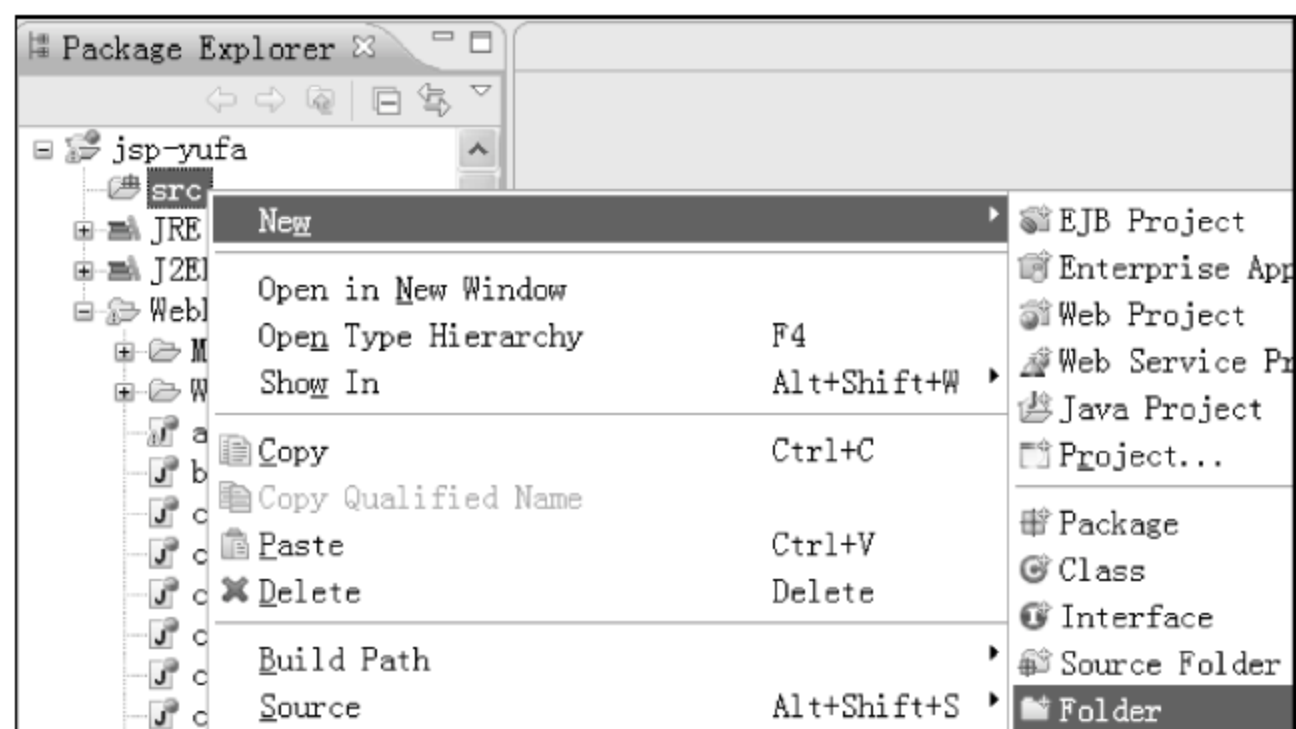 Package Explorer
jsp-yufa
src
JRE
J2E
Web
M
W
a
b
c
c
c
c
c
c
New
Open in New Window
Open Type Hierarchy F4
Show In Alt+Shift+W
Copy Ctrl+C
Copy Qualified Name
Paste Ctrl+V
Delete Delete
Build Path
Source Alt+Shift+S
EJB Project
Enterprise App
Web Project
Web Service Pr
Java Project
Project...
Package
Class
Interface
Source Folder
Folder